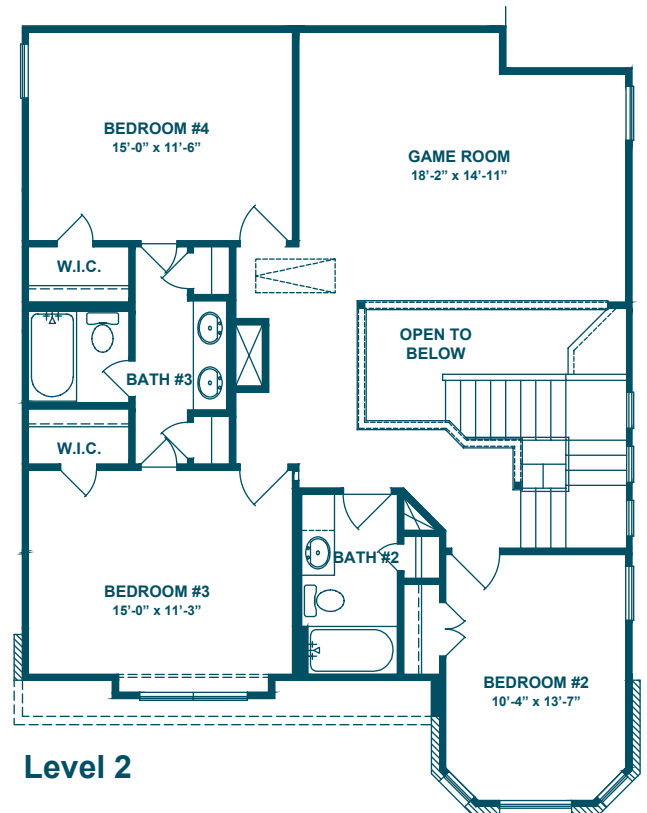 BEDROOM #4
15'-0" x 11'-6"
GAME ROOM
18'-2" x 14'-11"
W.I.C.
OPEN TO
BELOW
BATH #3
W.I.C.
BATH #2
BEDROOM #3
15'-0" x 11'-3"
BEDROOM #2
10'-4" x 13'-7"
Level 2